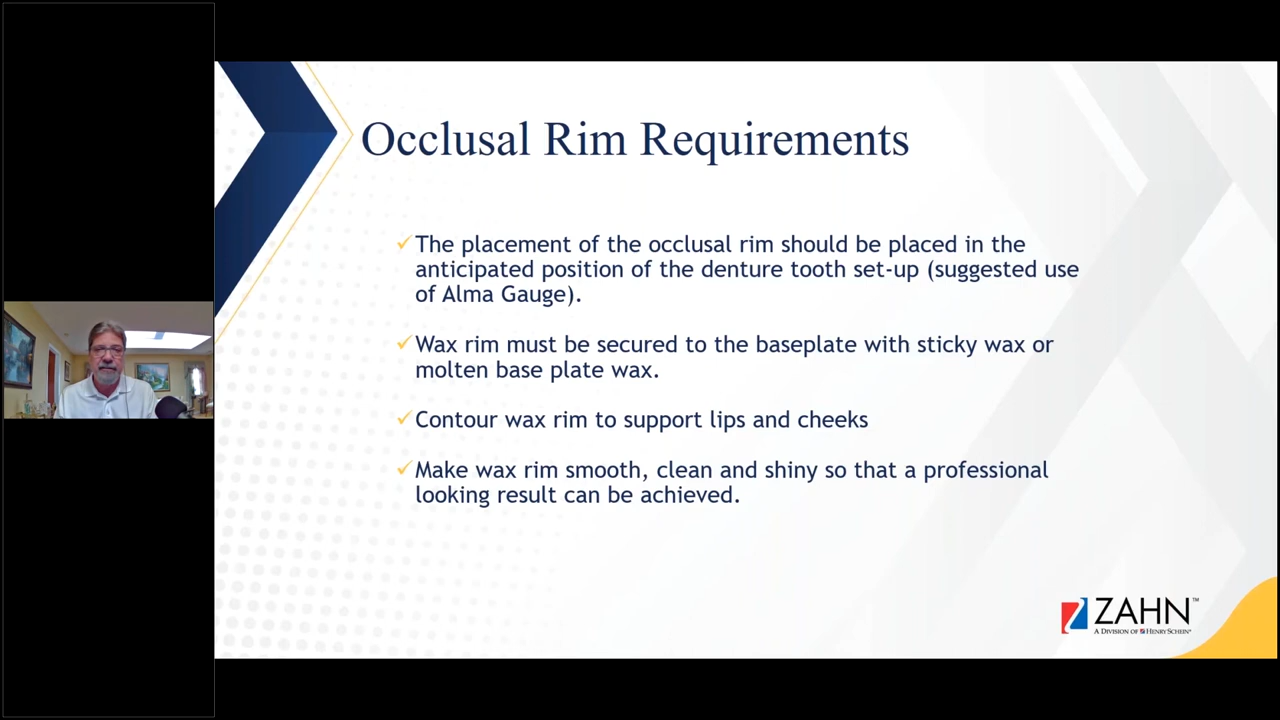 Occlusal Rim Requirements
✓The placement of the occlusal rim should be placed in the
anticipated position of the denture tooth set-up (suggested use
of Alma Gauge).
✓Wax rim must be secured to the baseplate with sticky wax or
molten base plate wax.
✓Contour wax rim to support lips and cheeks
✓Make wax rim smooth, clean and shiny so that a professional
looking result can be achieved.
ZAHN™
A DIVISION OF HENRY SCHEIN®